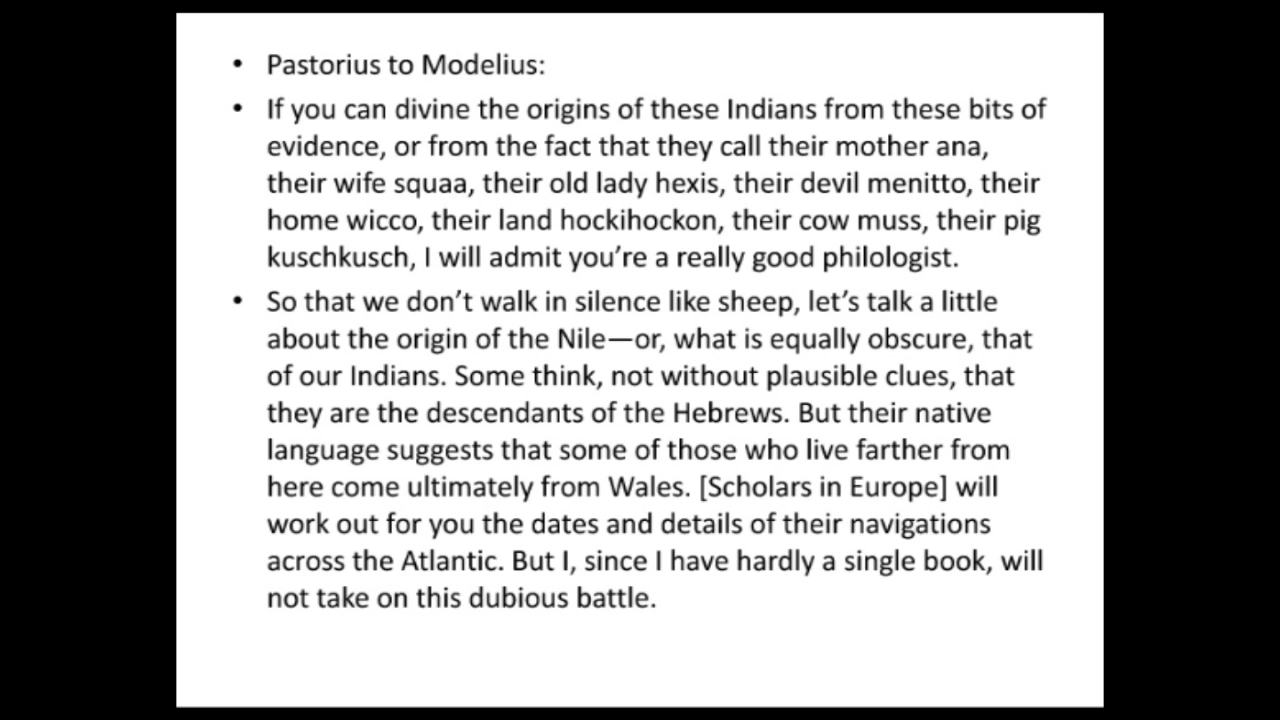 • Pastorius to Modelius:
• If you can divine the origins of these Indians from these bits of
evidence, or from the fact that they call their mother ana,
their wife squaa, their old lady hexis, their devil menitto, their
home wicco, their land hockihockon, their cow muss, their pig
kuschkusch, I will admit you’re a really good philologist.
• So that we don’t walk in silence like sheep, let’s talk a little
about the origin of the Nile—or, what is equally obscure, that
of our Indians. Some think, not without plausible clues, that
they are the descendants of the Hebrews. But their native
language suggests that some of those who live farther from
here come ultimately from Wales. [Scholars in Europe] will
work out for you the dates and details of their navigations
across the Atlantic. But I, since I have hardly a single book, will
not take on this dubious battle.